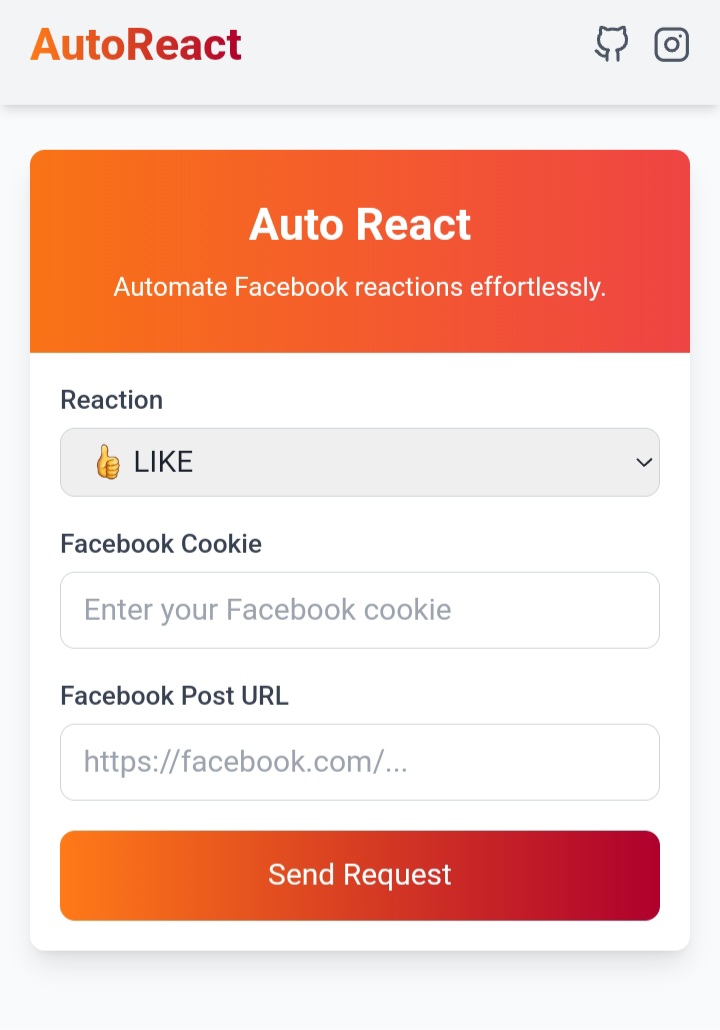 AutoReact
Auto React
Automate Facebook reactions effortlessly.
Reaction
👍 LIKE
Facebook Cookie
Enter your Facebook cookie
Facebook Post URL
https://facebook.com/...
Send Request